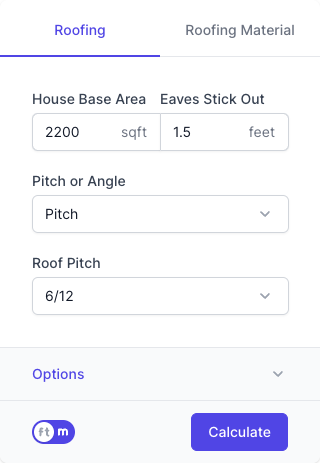 Roofing Roofing Material
House Base Area Eaves Stick Out
2200 sqft 1.5 feet
Pitch or Angle
Pitch
Roof Pitch
6/12
Options
ft m Calculate